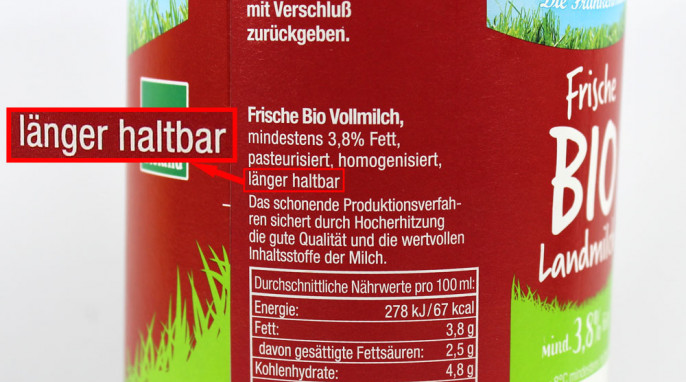 mit Verschluß
zurückgeben.
länger haltbar
Frische Bio Vollmilch,
mindestens 3,8% Fett,
pasteurisiert, homogenisiert,
länger haltbar
Das schonende Produktionsverfah-
ren sichert durch Hocherhitzung
die gute Qualität und die wertvollen
Inhaltsstoffe der Milch.
Durchschnittliche Nährwerte pro 100 ml:
Energie: 278 kJ/67 kcal
Fett: 3,8 g
davon gesättigte Fettsäuren: 2,5 g
Kohlenhydrate: 4,8 g
Die
Frische
BIO
Landmilch
mind. 3,8%